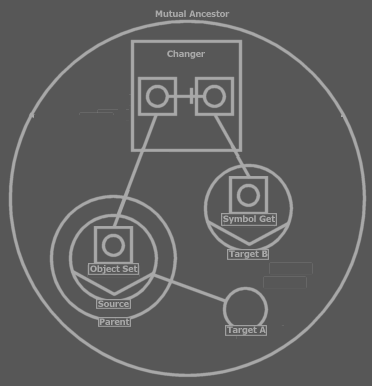 Mutual Ancestor
Changer
Symbol Get
Target B
Object Set
Source
Parent
Target A